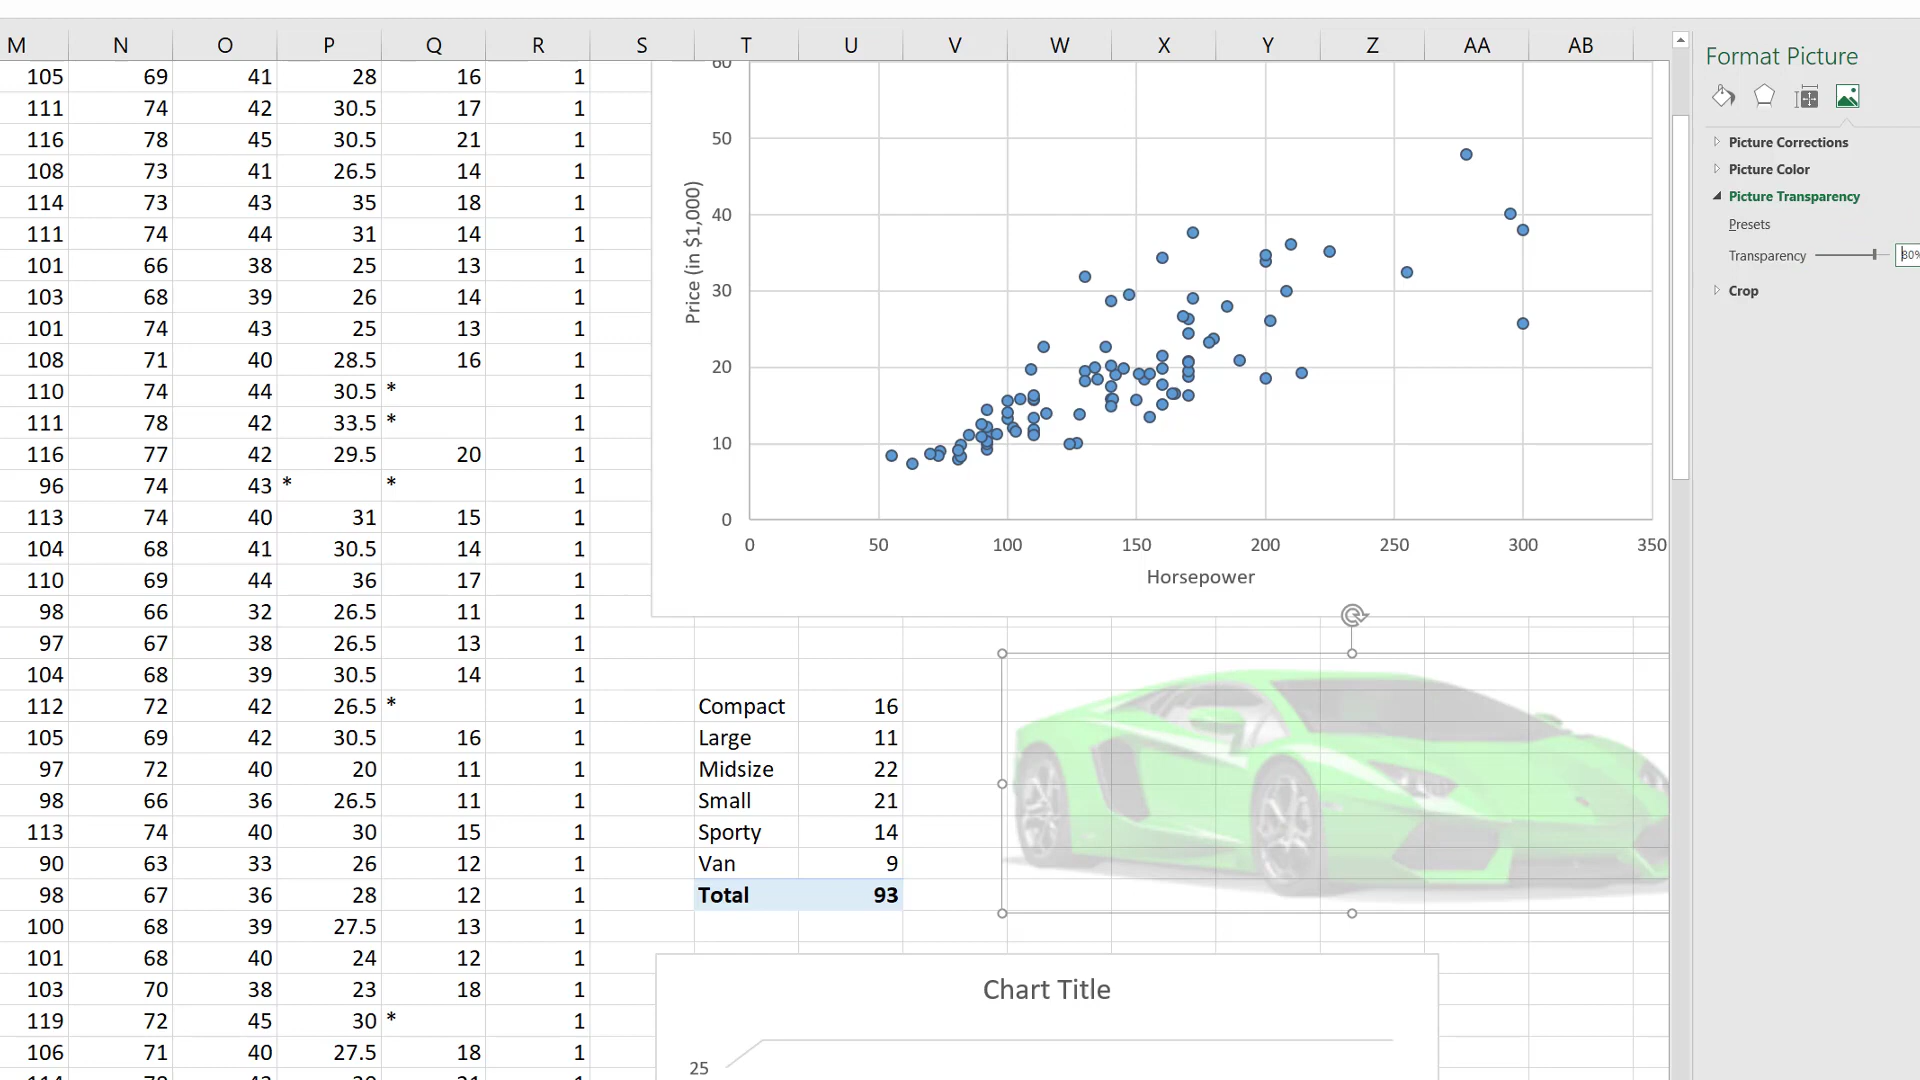 M N O P Q R S T U V W X Y Z AA AB
105 69 41 28 16 1
111 74 42 30.5 17 1
116 78 45 30.5 21 1
108 73 41 26.5 14 1
114 73 43 35 18 1
111 74 44 31 14 1
101 66 38 25 13 1
103 68 39 26 14 1
101 74 43 25 13 1
108 71 40 28.5 16 1
110 74 44 30.5 * 1
111 78 42 33.5 * 1
116 77 42 29.5 20 1
96 74 43 * * 1
113 74 40 31 15 1
104 68 41 30.5 14 1
110 69 44 36 17 1
98 66 32 26.5 11 1
97 67 38 26.5 13 1
104 68 39 30.5 14 1
112 72 42 26.5 * 1
105 69 42 30.5 16 1
97 72 40 20 11 1
98 66 36 26.5 11 1
113 74 40 30 15 1
90 63 33 26 12 1
98 67 36 28 12 1
100 68 39 27.5 13 1
101 68 40 24 12 1
103 70 38 23 18 1
119 72 45 30 * 1
106 71 40 27.5 18 1
60
50
40
30
20
10
0
Price (in $1,000)
0 50 100 150 200 250 300 350
Horsepower
Compact 16
Large 11
Midsize 22
Small 21
Sporty 14
Van 9
Total 93
Chart Title
25
Format Picture
Picture Corrections
Picture Color
Picture Transparency
Presets
Transparency 80%
Crop